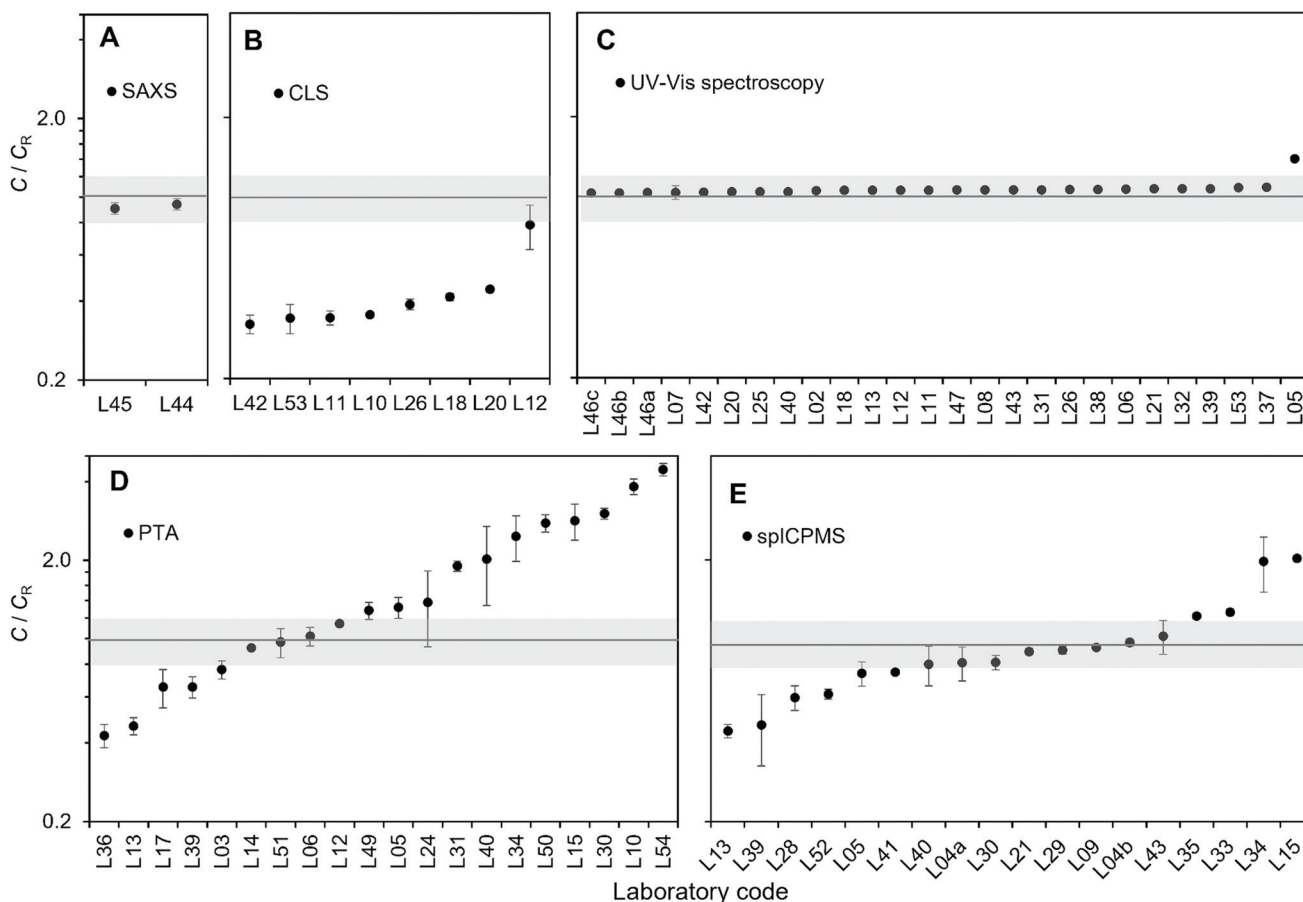 A
SAXS
B
CLS
C
UV-Vis spectroscopy
2.0
C / CR
0.2
L45 L44
L42 L53 L11 L10 L26 L18 L20 L12
L46c L46b L46a L07 L42 L20 L25 L40 L02 L18 L13 L12 L11 L47 L08 L43 L31 L26 L38 L06 L21 L32 L39 L53 L37 L05
D
PTA
E
spICPMS
2.0
C / CR
0.2
L36 L13 L17 L39 L03 L14 L51 L06 L12 L49 L05 L24 L31 L40 L34 L50 L15 L30 L10 L54
L13 L39 L28 L52 L05 L41 L40 L04a L30 L21 L29 L09 L04b L43 L35 L33 L34 L15
Laboratory code